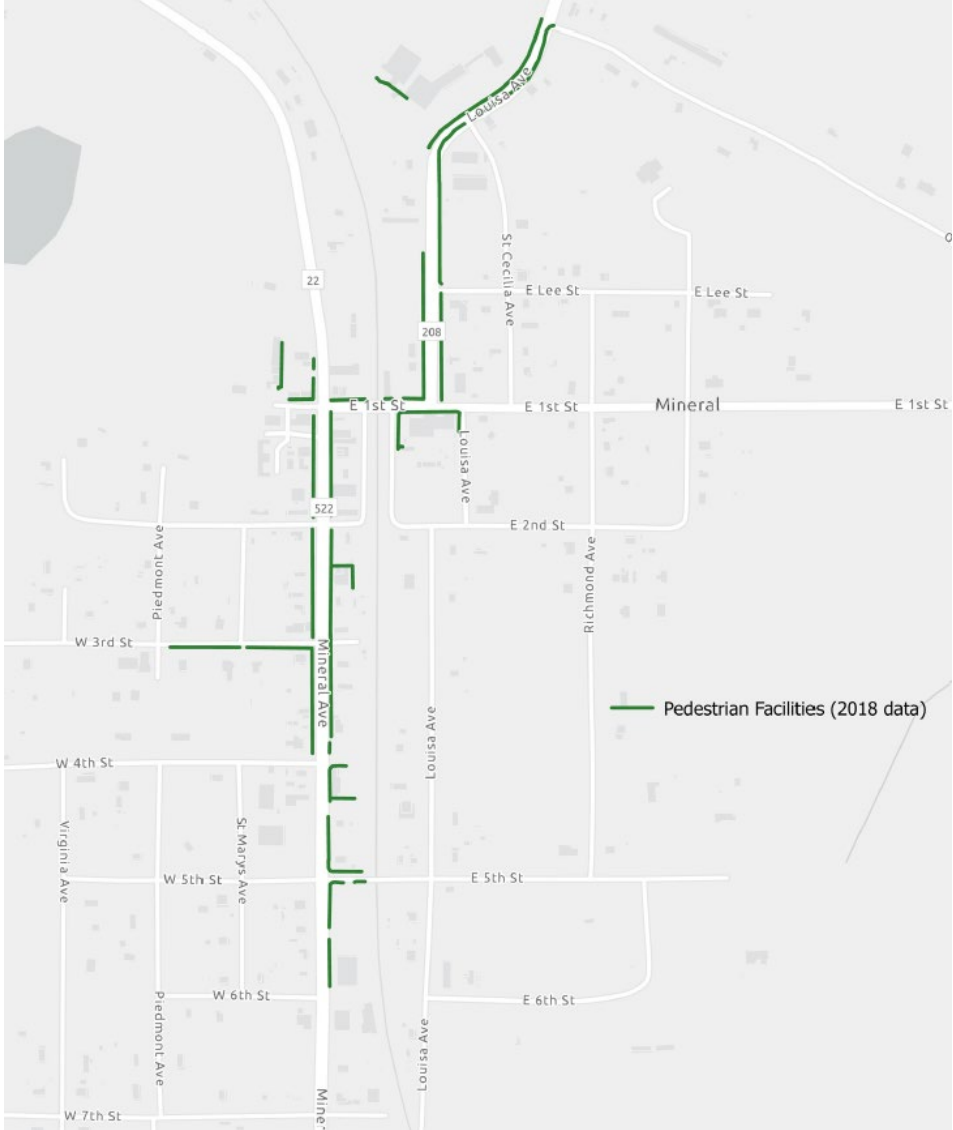 Louisa Ave
St Cecilia Ave
22
E Lee St
E Lee St
208
E 1st St
E 1st St
Mineral
E 1st St
Louisa Ave
522
E 2nd St
Piedmont Ave
Richmond Ave
W 3rd St
Mineral Ave
Pedestrian Facilities (2018 data)
Louisa Ave
W 4th St
Virginia Ave
St Marys Ave
W 5th St
E 5th St
W 6th St
E 6th St
Piedmont Ave
Louisa Ave
Miner
W 7th St